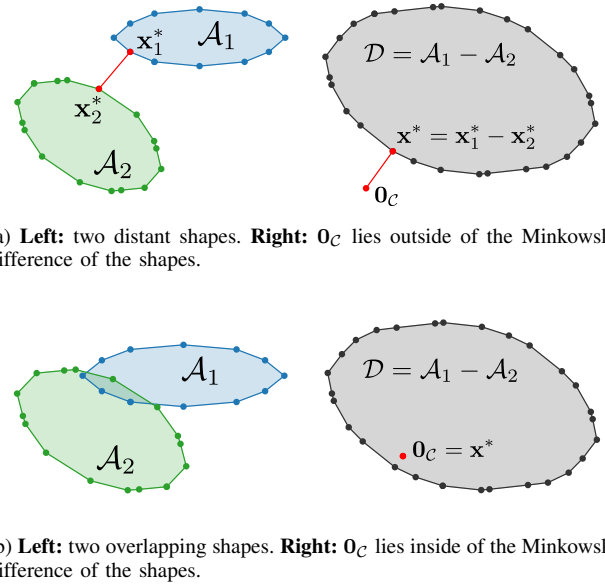 𝒜₁
x₁*
x₂*
𝒜₂
𝒟 = 𝒜₁ − 𝒜₂
x* = x₁* − x₂*
0_𝒞
a) Left: two distant shapes. Right: 0_𝒞 lies outside of the Minkows
ifference of the shapes.
𝒜₁
𝒜₂
𝒟 = 𝒜₁ − 𝒜₂
0_𝒞 = x*
b) Left: two overlapping shapes. Right: 0_𝒞 lies inside of the Minkows
ifference of the shapes.